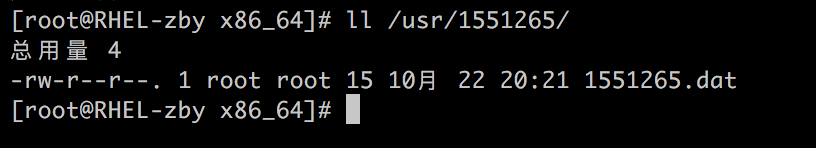 [root@RHEL-zby x86_64]# ll /usr/1551265/
总用量 4
-rw-r--r--. 1 root root 15 10月 22 20:21 1551265.dat
[root@RHEL-zby x86_64]#